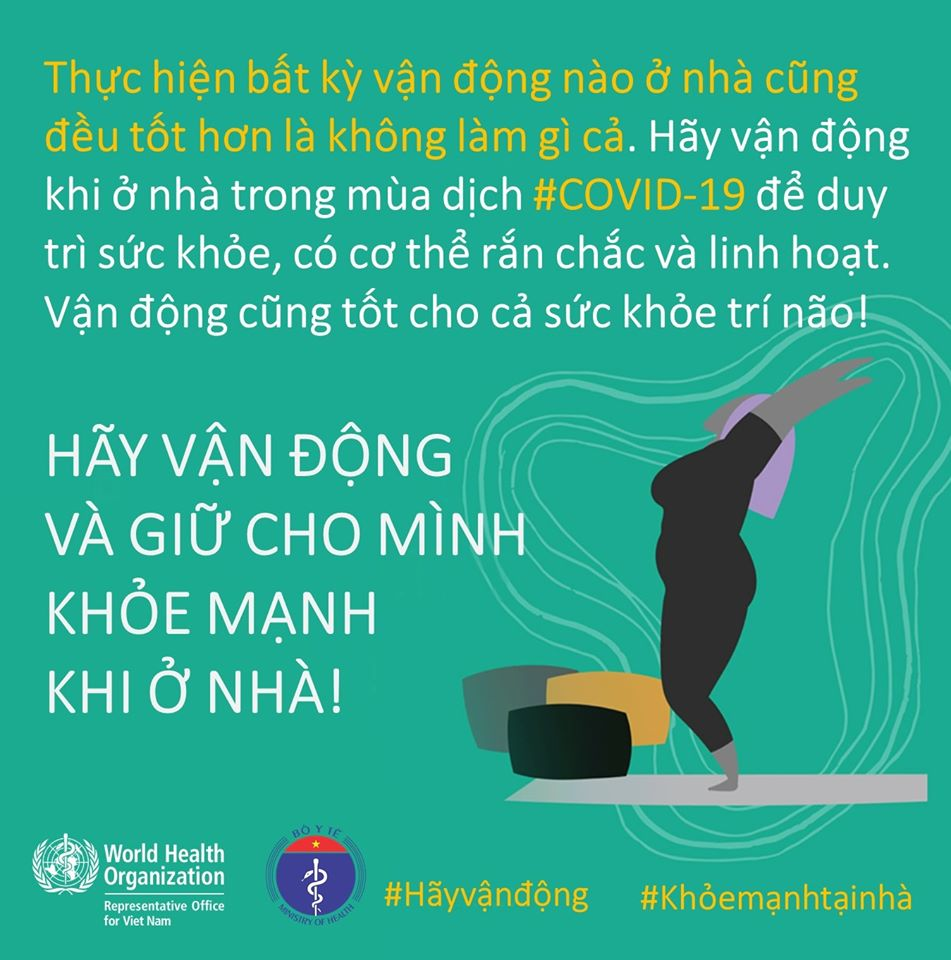 Thực hiện bất kỳ vận động nào ở nhà cũng
đều tốt hơn là không làm gì cả. Hãy vận động
khi ở nhà trong mùa dịch #COVID-19 để duy
trì sức khỏe, có cơ thể rắn chắc và linh hoạt.
Vận động cũng tốt cho cả sức khỏe trí não!
HÃY VẬN ĐỘNG
VÀ GIỮ CHO MÌNH
KHỎE MẠNH
KHI Ở NHÀ!
World Health
Organization
Representative Office
for Viet Nam
BỘ Y TẾ
MINISTRY OF HEALTH
#Hãyvậnđộng
#Khỏemạnhtạinhà